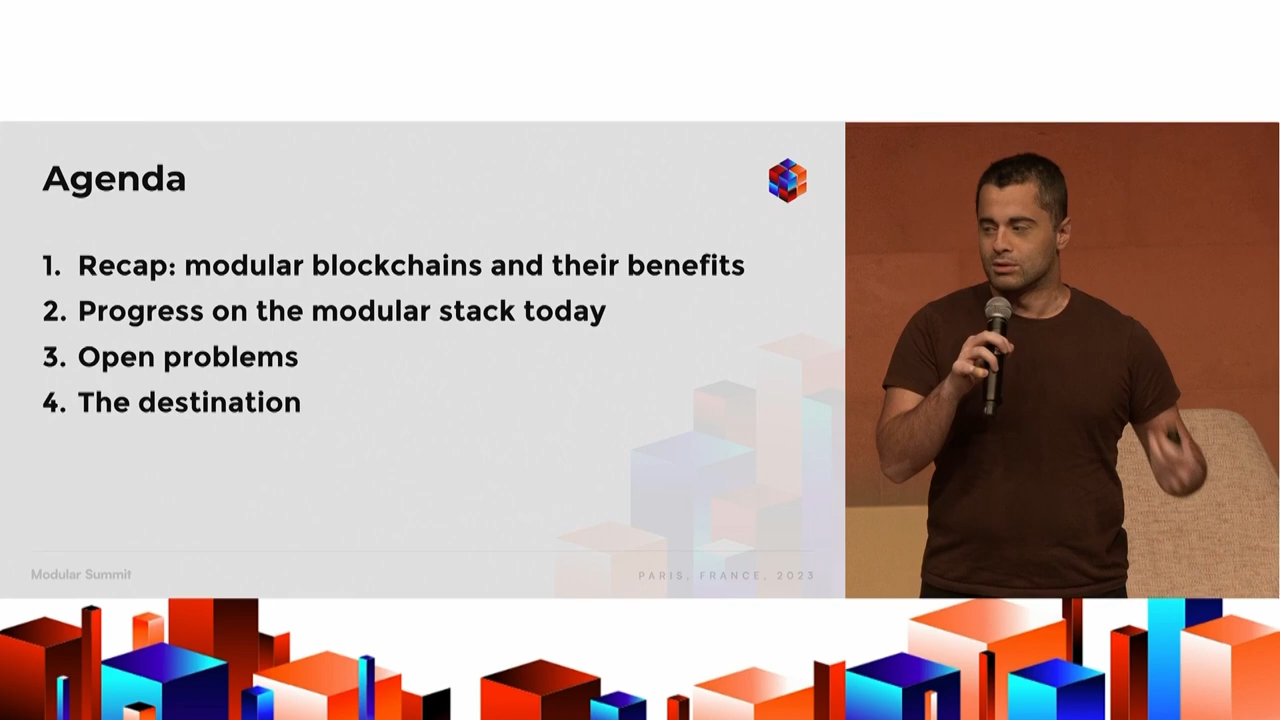 Agenda
1. Recap: modular blockchains and their benefits
2. Progress on the modular stack today
3. Open problems
4. The destination
Modular Summit
PARIS, FRANCE, 2023